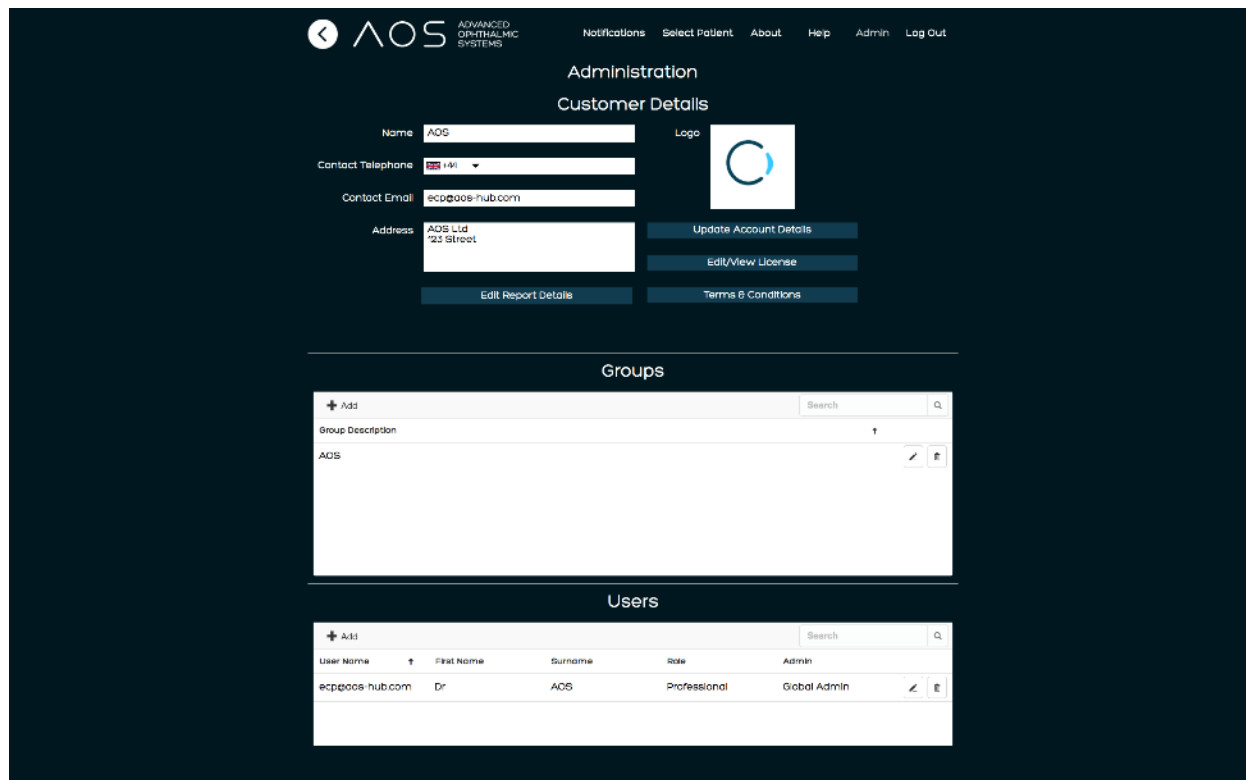 AOS ADVANCED
OPHTHALMIC
SYSTEMS
Notifications Select Patient About Help Admin Log Out
Administration
Customer Details
Name AOS
Logo
Contact Telephone +44
Contact Email ecp@aos-hub.com
Address AOS Ltd
123 Street
Update Account Details
Edit/View License
Edit Report Details Terms & Conditions
Groups
Add Search
Group Description
AOS
Users
Add Search
User Name First Name Surname Role Admin
ecp@aos-hub.com Dr AOS Professional Global Admin